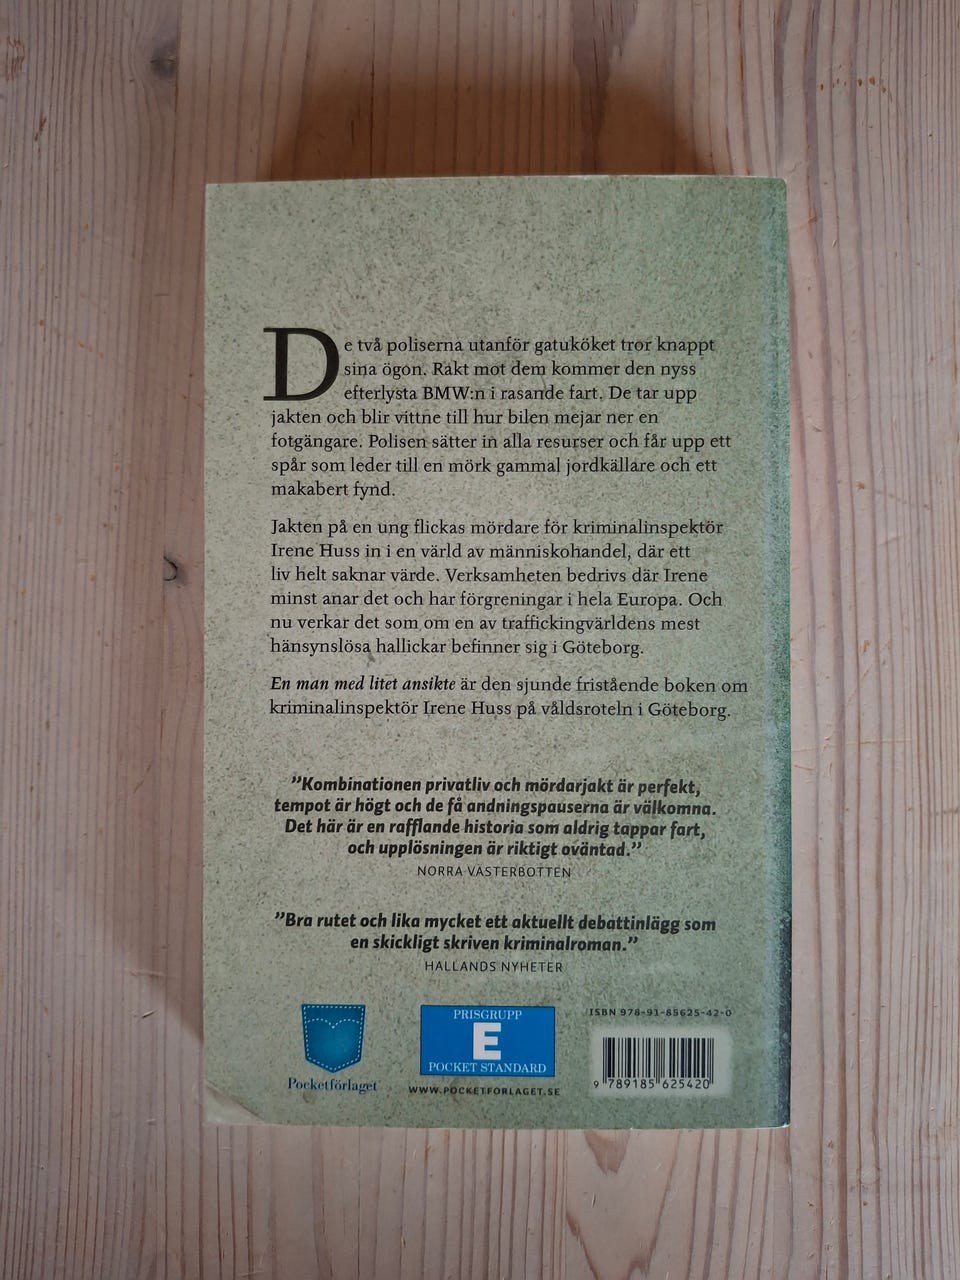 De två poliserna utanför gatuköket tror knappt
sina ögon. Rakt mot dem kommer den nyss
efterlysta BMW:n i rasande fart. De tar upp
jakten och blir vittne till hur bilen mejar ner en
fotgängare. Polisen sätter in alla resurser och får upp ett
spår som leder till en mörk gammal jordkällare och ett
makabert fynd.
Jakten på en ung flickas mördare för kriminalinspektör
Irene Huss in i en värld av människohandel, där ett
liv helt saknar värde. Verksamheten bedrivs där Irene
minst anar det och har förgreningar i hela Europa. Och
nu verkar det som om en av traffickingvärldens mest
hänsynslösa hallickar befinner sig i Göteborg.
En man med litet ansikte är den sjunde fristående boken om
kriminalinspektör Irene Huss på våldsroteln i Göteborg.
”Kombinationen privatliv och mördarjakt är perfekt,
tempot är högt och de få andningspauserna är välkomna.
Det här är en rafflande historia som aldrig tappar fart,
och upplösningen är riktigt oväntad.”
NORRA VÄSTERBOTTEN
”Bra rutet och lika mycket ett aktuellt debattinlägg som
en skickligt skriven kriminalroman.”
HALLANDS NYHETER
Pocketförlaget
PRISGRUPP
E
POCKET STANDARD
WWW.POCKETFORLAGET.SE
ISBN 978-91-85625-42-0
9 789185 625420